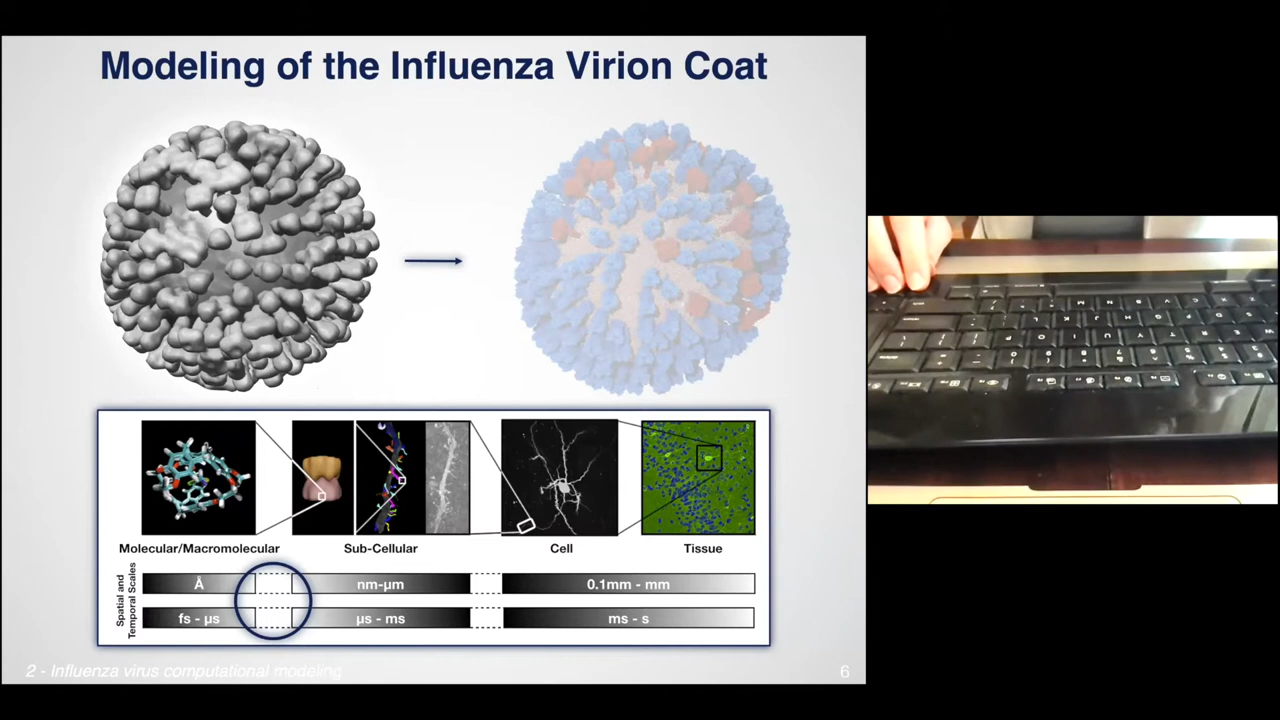 Modeling of the Influenza Virion Coat
Molecular/Macromolecular
Sub-Cellular
Cell
Tissue
Spatial and
Temporal Scales
Å
nm-µm
0.1mm - mm
fs - µs
µs - ms
ms - s
2 - Influenza virus computational modeling
6